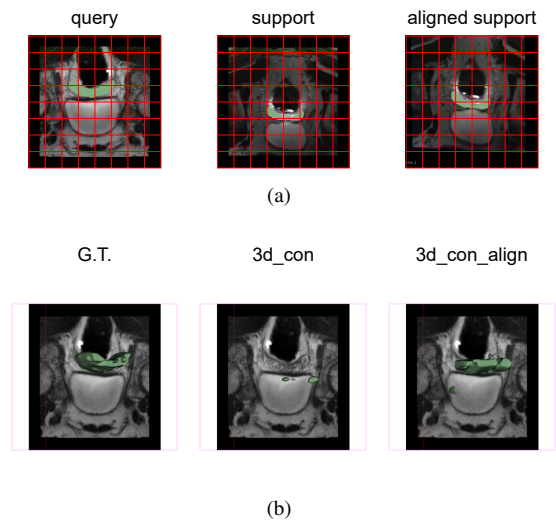 query support aligned support
(a)
G.T. 3d_con 3d_con_align
(b)